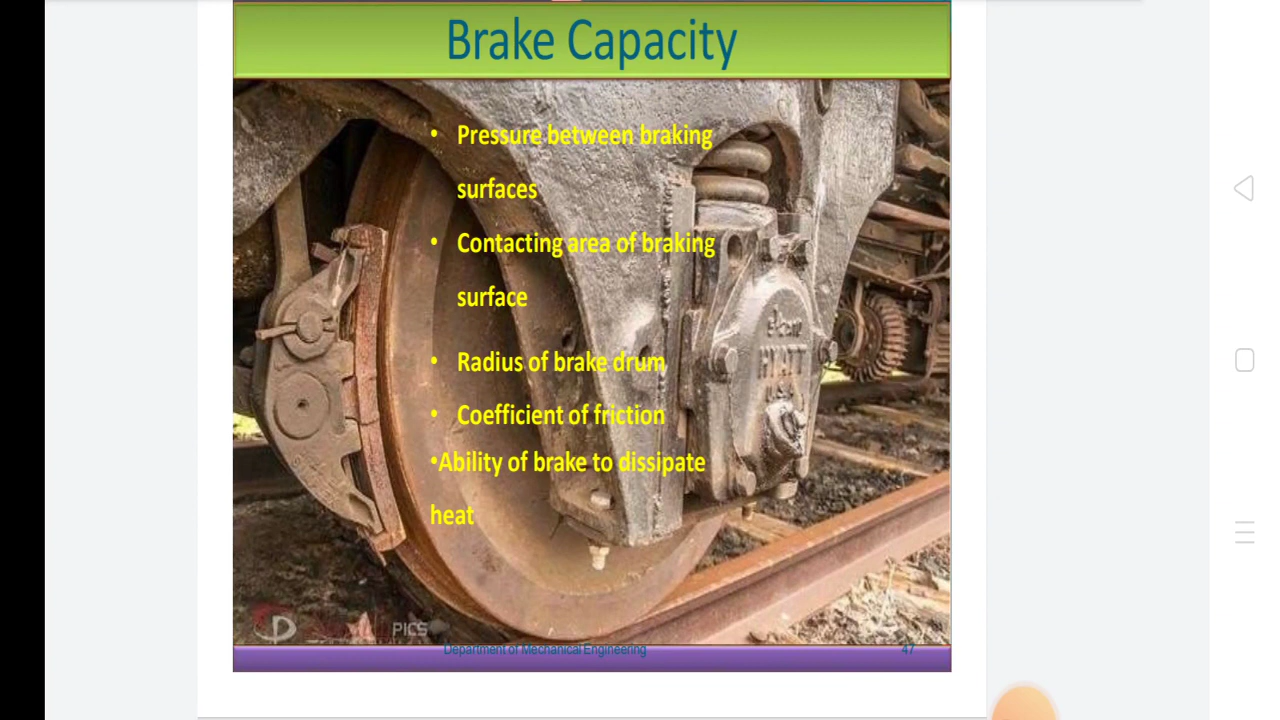 Brake Capacity
• Pressure between braking
surfaces
• Contacting area of braking
surface
• Radius of brake drum
• Coefficient of friction
•Ability of brake to dissipate
heat
PICS
Department of Mechanical Engineering
47